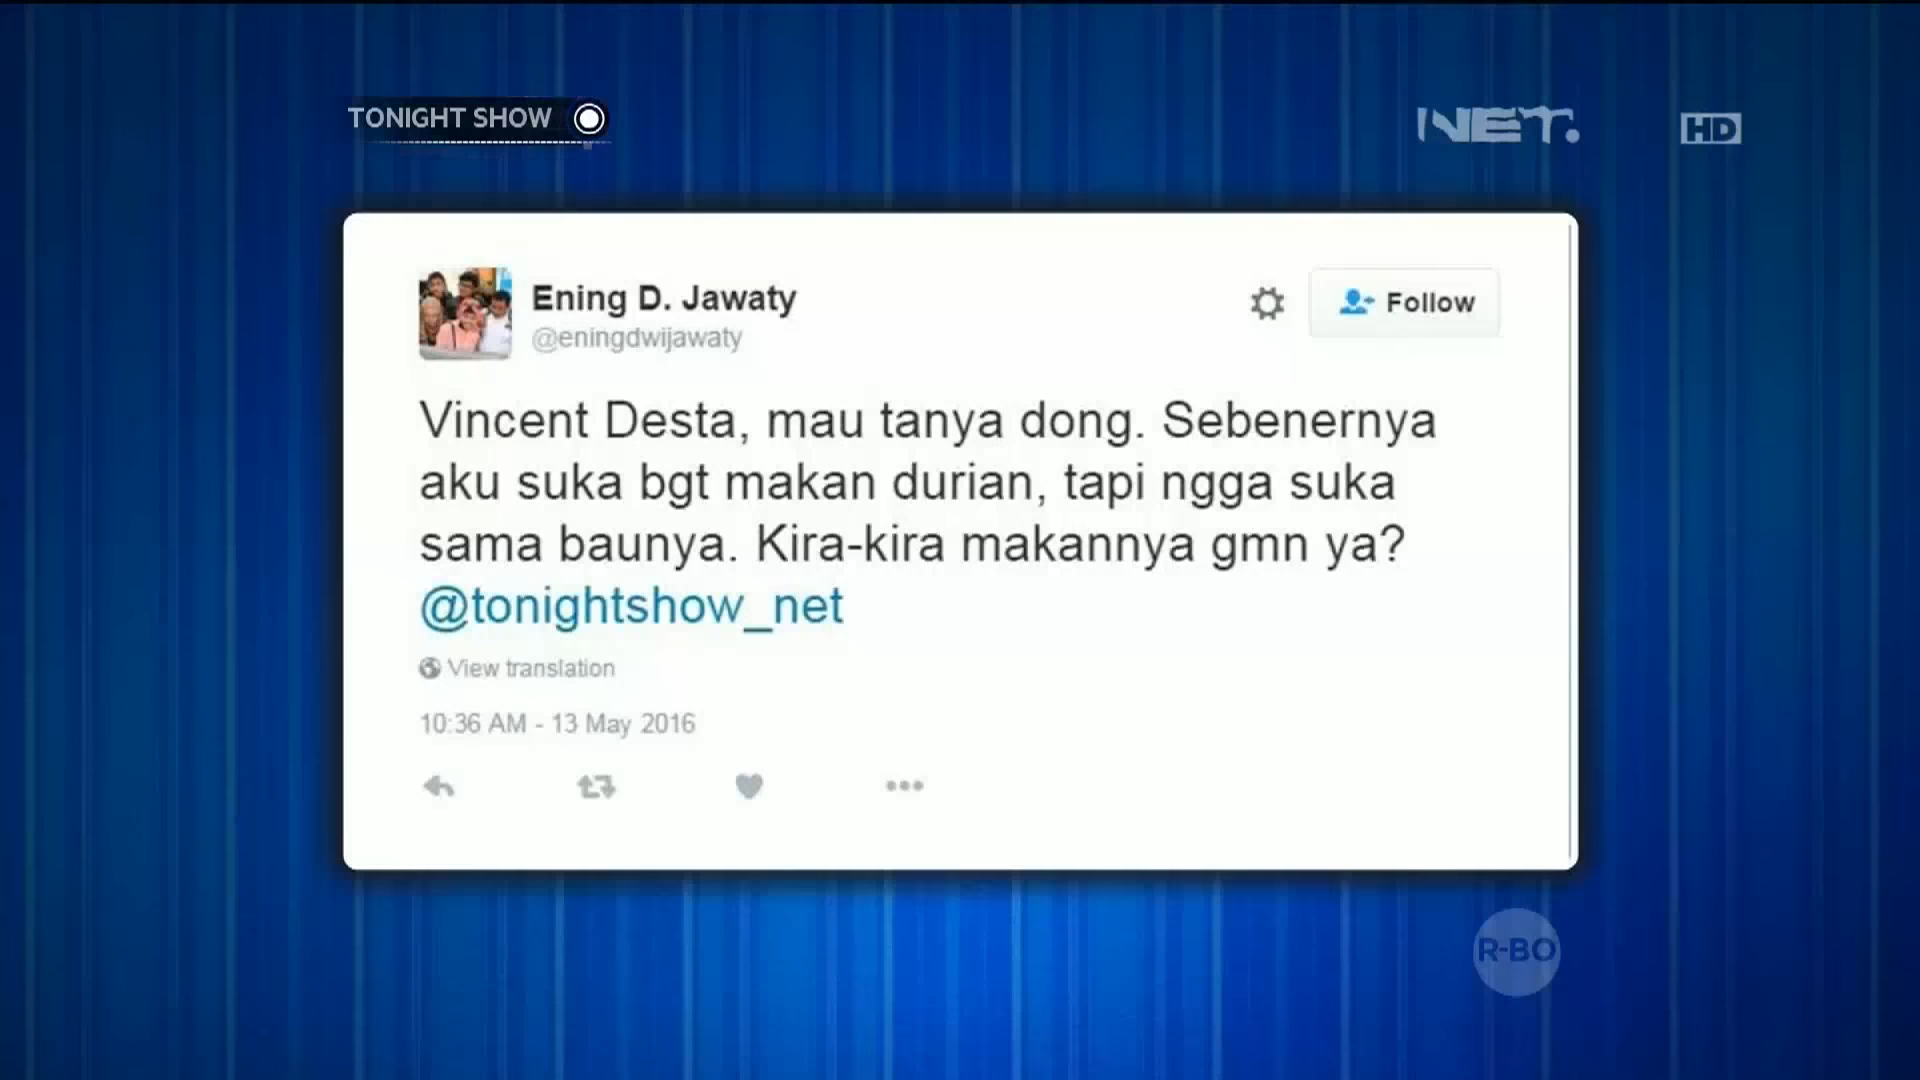 TONIGHT SHOW
NET.
HD
Ening D. Jawaty
@eningdwijawaty
Follow
Vincent Desta, mau tanya dong. Sebenernya
aku suka bgt makan durian, tapi ngga suka
sama baunya. Kira-kira makannya gmn ya?
@tonightshow_net
View translation
10:36 AM - 13 May 2016
R-BO